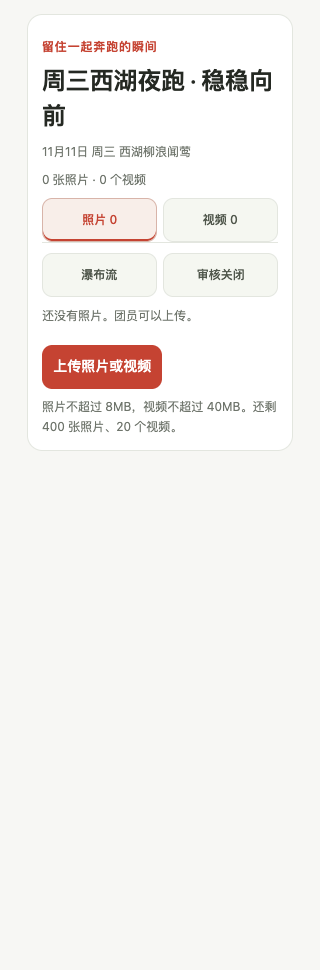 留住一起奔跑的瞬间
周三西湖夜跑 · 稳稳向
前
11月11日 周三 西湖柳浪闻莺
0 张照片 · 0 个视频
照片 0
视频 0
瀑布流
审核关闭
还没有照片。团员可以上传。
上传照片或视频
照片不超过 8MB，视频不超过 40MB。还剩
400 张照片、20 个视频。